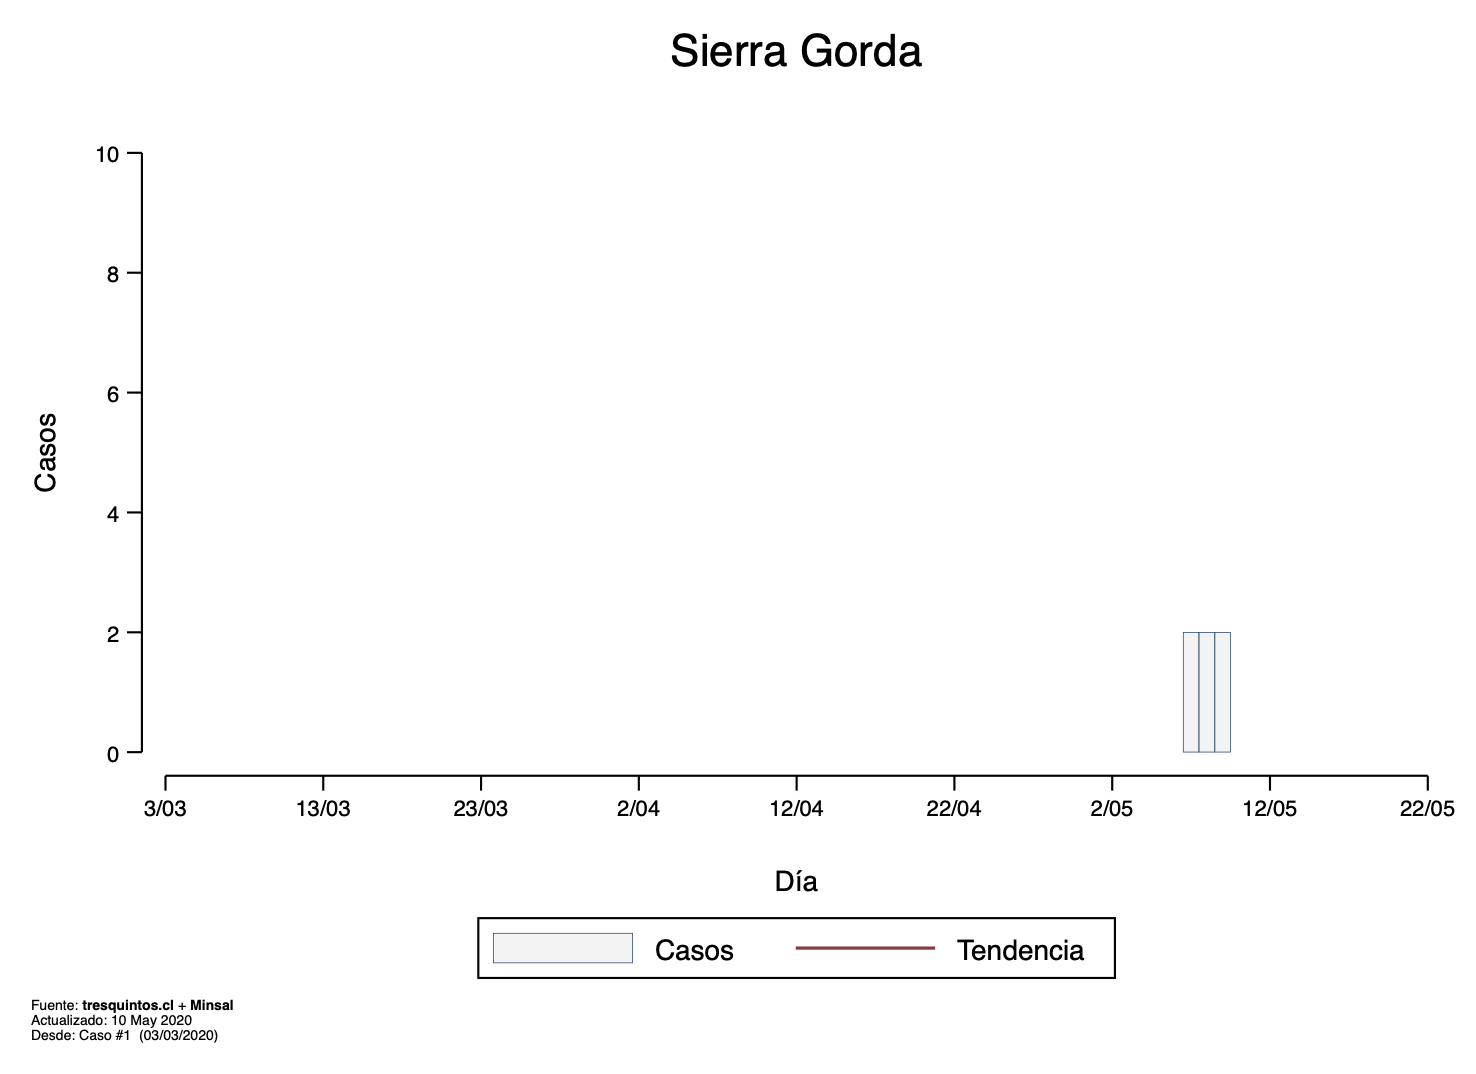 Sierra Gorda
10
8
6
4
2
0
Casos
3/03 13/03 23/03 2/04 12/04 22/04 2/05 12/05 22/05
Día
Casos Tendencia
Fuente: tresquintos.cl + Minsal
Actualizado: 10 May 2020
Desde: Caso #1 (03/03/2020)